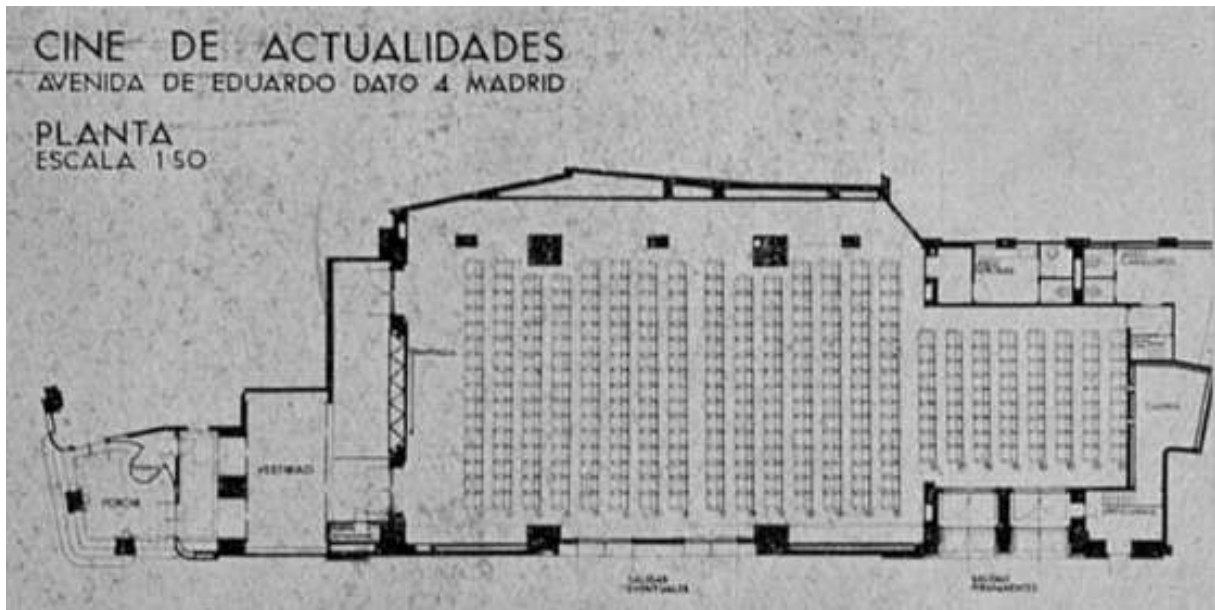 CINE DE ACTUALIDADES
AVENIDA DE EDUARDO DATO 4 MADRID
PLANTA
ESCALA 1 50
CABALLEROS
VESTIBULO
PORCHE
SALIDAS
EVENTUALES
SALIDAS
PERMANENTES